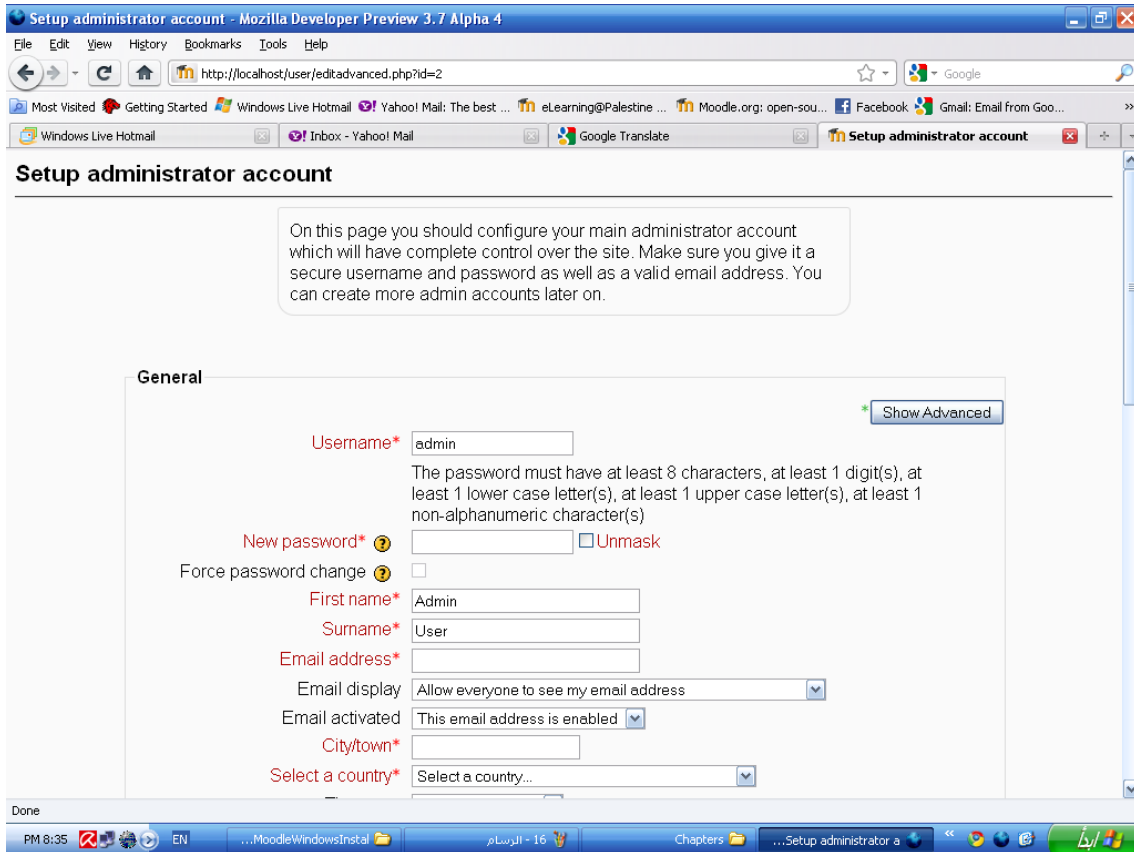 Setup administrator account - Mozilla Developer Preview 3.7 Alpha 4
File Edit View History Bookmarks Tools Help
http://localhost/user/editadvanced.php?id=2 Google
Most Visited Getting Started Windows Live Hotmail Yahoo! Mail: The best ... eLearning@Palestine ... Moodle.org: open-sou... Facebook Gmail: Email from Goo... »
Windows Live Hotmail Inbox - Yahoo! Mail Google Translate Setup administrator account
Setup administrator account
On this page you should configure your main administrator account
which will have complete control over the site. Make sure you give it a
secure username and password as well as a valid email address. You
can create more admin accounts later on.
General
* Show Advanced
Username* admin
The password must have at least 8 characters, at least 1 digit(s), at
least 1 lower case letter(s), at least 1 upper case letter(s), at least 1
non-alphanumeric character(s)
New password* Unmask
Force password change
First name* Admin
Surname* User
Email address*
Email display Allow everyone to see my email address
Email activated This email address is enabled
City/town*
Select a country* Select a country...
Done
PM 8:35 EN ...MoodleWindowsInstal 16 - الرسام Chapters ...Setup administrator a « ابدأ